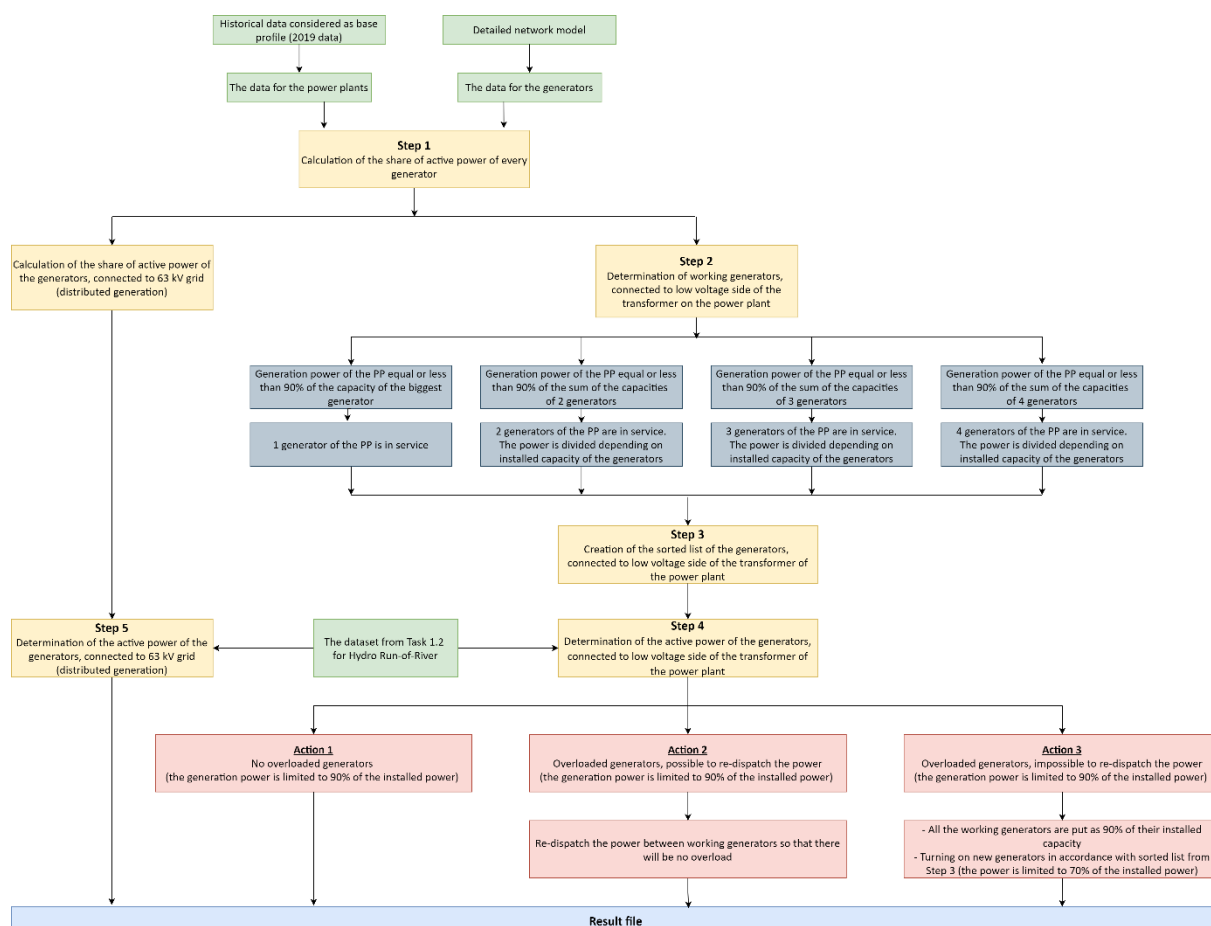 Historical data considered as base
profile (2019 data)
Detailed network model
The data for the power plants
The data for the generators
Step 1
Calculation of the share of active power of every
generator
Calculation of the share of active power of
the generators, connected to 63 kV grid
(distributed generation)
Step 2
Determination of working generators,
connected to low voltage side of the
transformer on the power plant
Generation power of the PP equal or less
than 90% of the capacity of the biggest
generator
Generation power of the PP equal or less
than 90% of the sum of the capacities
of 2 generators
Generation power of the PP equal or less
than 90% of the sum of the capacities
of 3 generators
Generation power of the PP equal or less
than 90% of the sum of the capacities
of 4 generators
1 generator of the PP is in service
2 generators of the PP are in service.
The power is divided depending on
installed capacity of the generators
3 generators of the PP are in service.
The power is divided depending on
installed capacity of the generators
4 generators of the PP are in service.
The power is divided depending on
installed capacity of the generators
Step 3
Creation of the sorted list of the generators,
connected to low voltage side of the transformer of
the power plant
Step 5
Determination of the active power of the
generators, connected to 63 kV grid
(distributed generation)
The dataset from Task 1.2
for Hydro Run-of-River
Step 4
Determination of the active power of the generators,
connected to low voltage side of the transformer of
the power plant
Action 1
No overloaded generators
(the generation power is limited to 90% of the installed power)
Action 2
Overloaded generators, possible to re-dispatch the power
(the generation power is limited to 90% of the installed power)
Action 3
Overloaded generators, impossible to re-dispatch the power
(the generation power is limited to 90% of the installed power)
Re-dispatch the power between working generators so that there
will be no overload
- All the working generators are put as 90% of their installed
capacity
- Turning on new generators in accordance with sorted list from
Step 3 (the power is limited to 70% of the installed power)
Result file